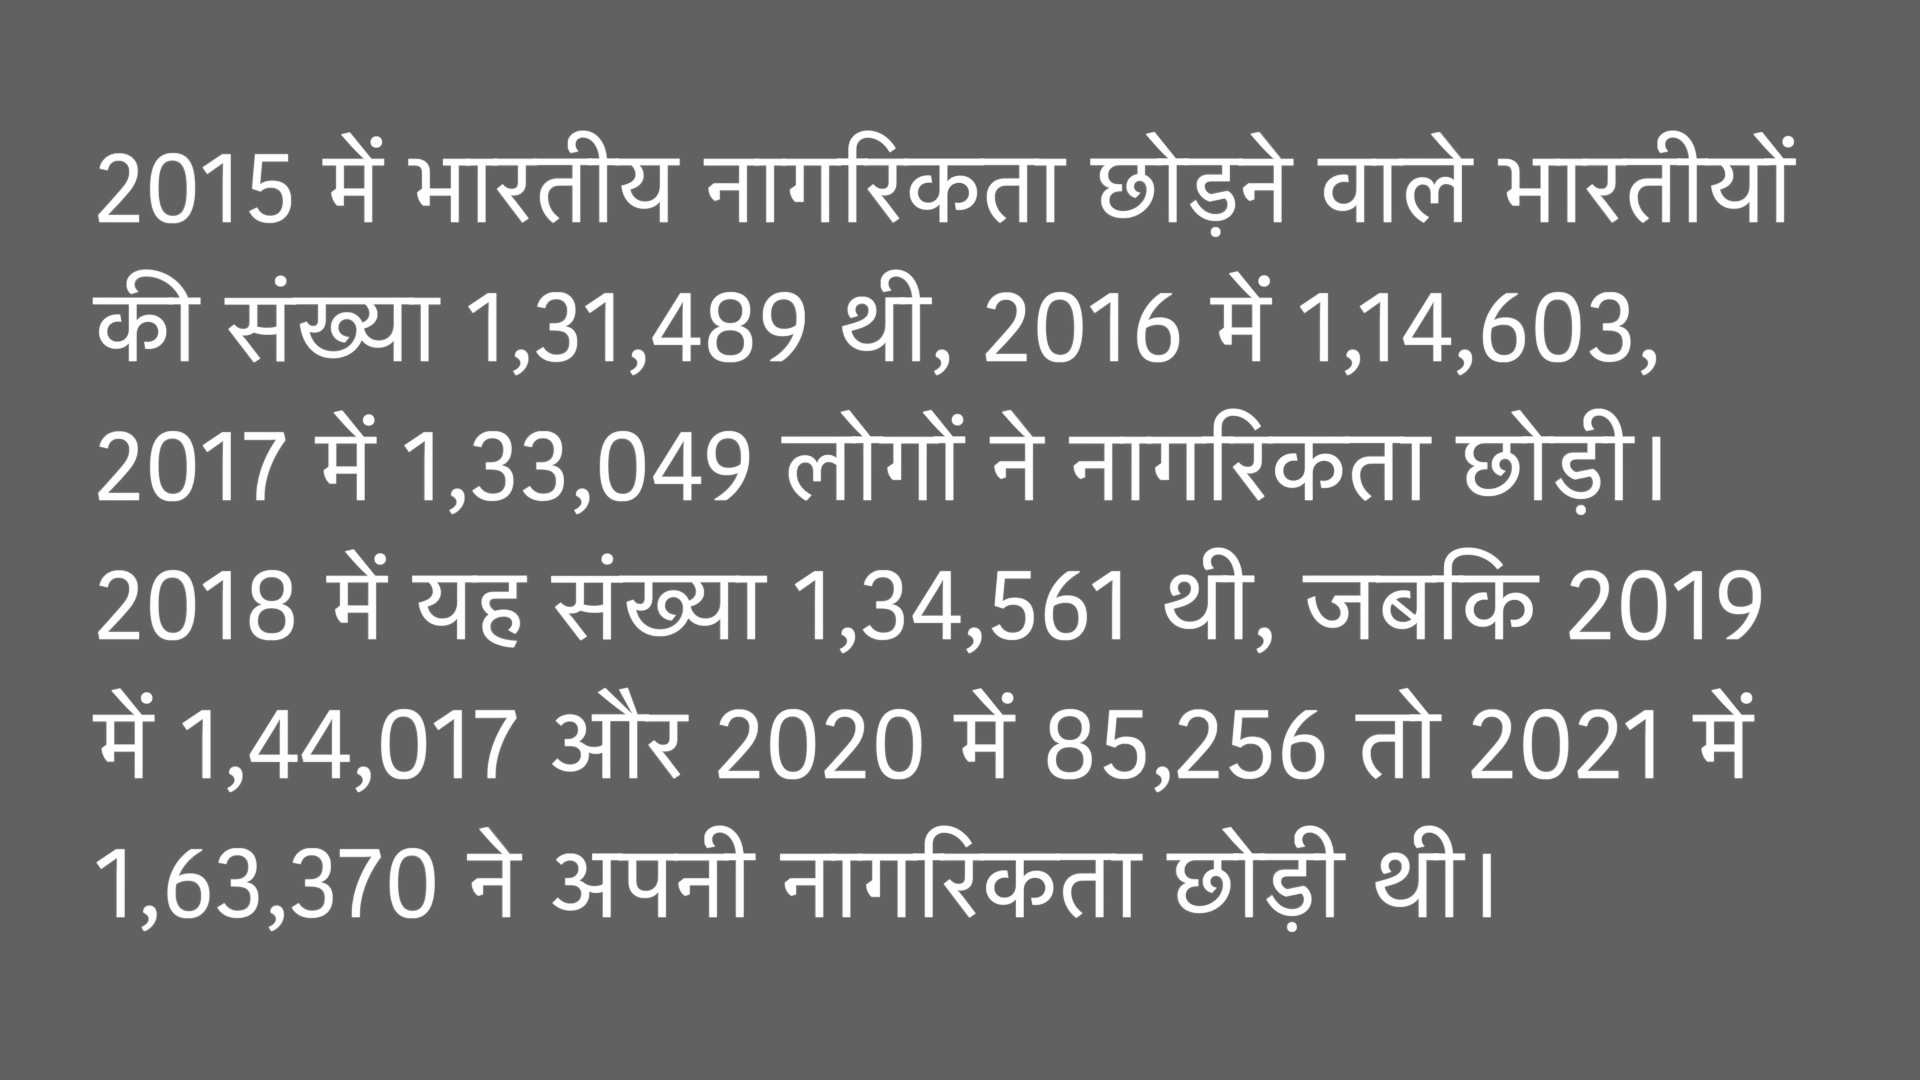 2015 में भारतीय नागरिकता छोड़ने वाले भारतीयों
की संख्या 1,31,489 थी, 2016 में 1,14,603,
2017 में 1,33,049 लोगों ने नागरिकता छोड़ी।
2018 में यह संख्या 1,34,561 थी, जबकि 2019
में 1,44,017 और 2020 में 85,256 तो 2021 में
1,63,370 ने अपनी नागरिकता छोड़ी थी।